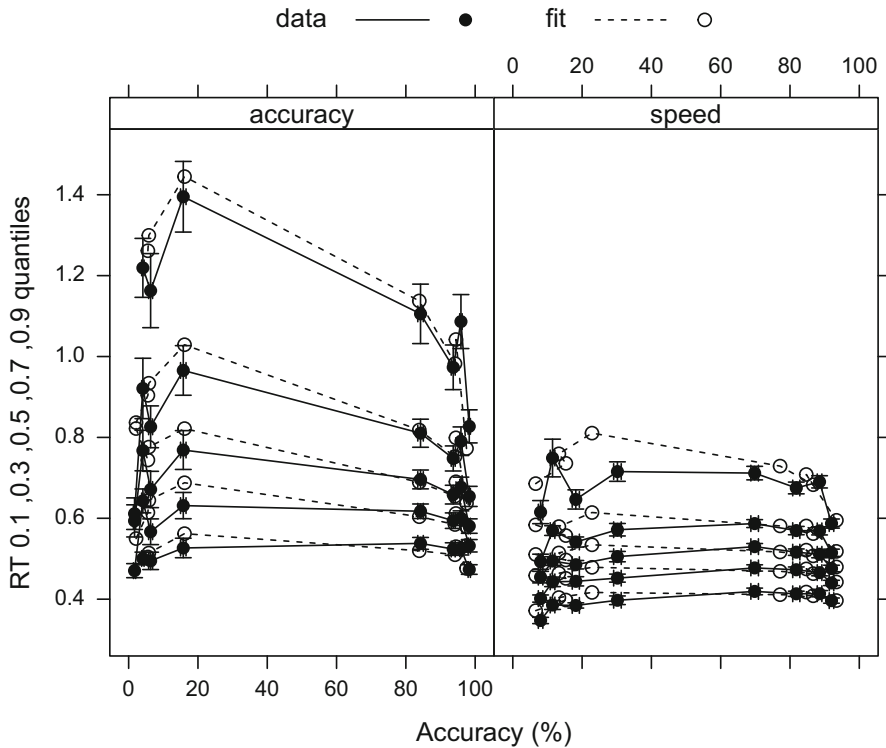 data fit
0 20 40 60 80 100
accuracy speed
1.4
1.2
1.0
0.8
0.6
0.4
RT 0.1 ,0.3 ,0.5 ,0.7 ,0.9 quantiles
0 20 40 60 80 100
Accuracy (%)